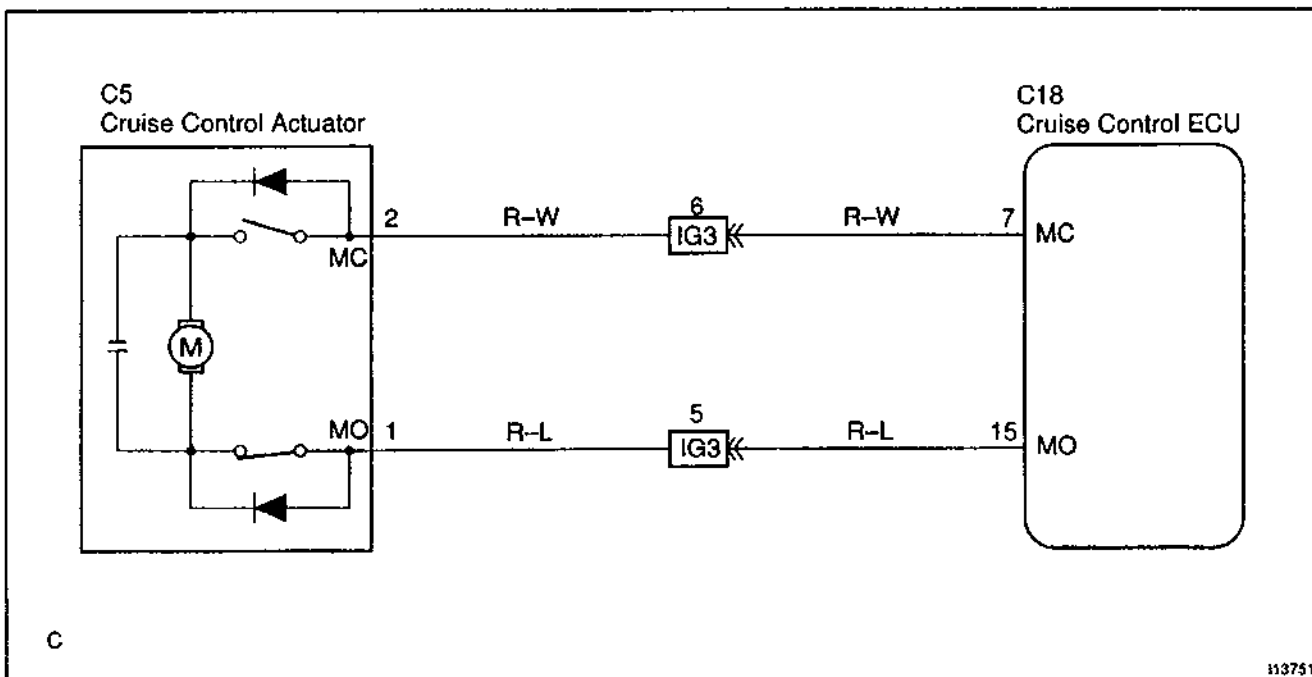 C5
Cruise Control Actuator
C18
Cruise Control ECU
2
R–W
6
IG3
R–W
7
MC
MC
M
MO
1
R–L
5
IG3
R–L
15
MO
C
I13751